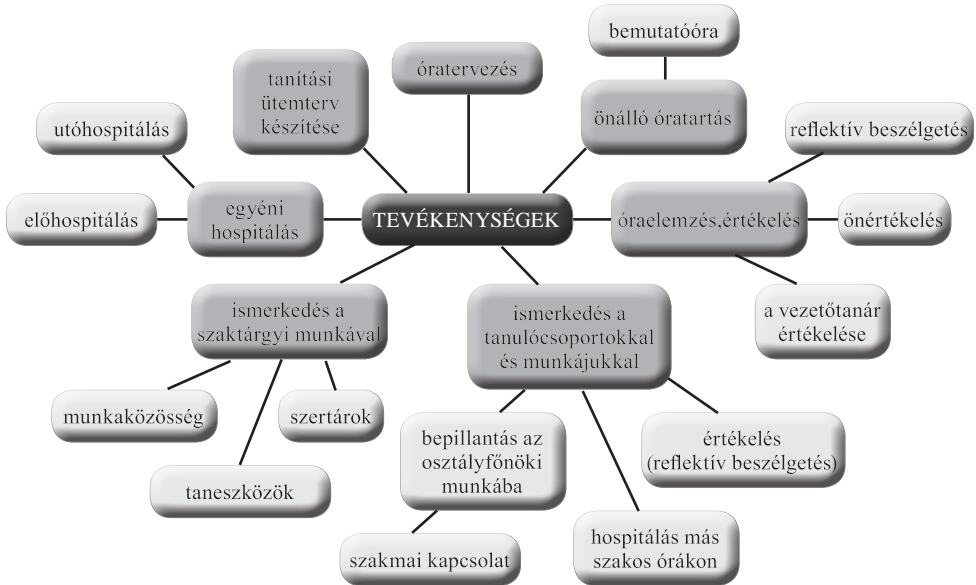 bemutatóóra
tanítási
ütemterv
készítése
óratervezés
önálló óratartás
utóhospitálás
reflektív beszélgetés
előhospitálás
egyéni
hospitálás
TEVÉKENYSÉGEK
óraelemzés,értékelés
önértékelés
ismerkedés a
szaktárgyi munkával
ismerkedés a
tanulócsoportokkal
és munkájukkal
a vezetőtanár
értékelése
munkaközösség
szertárok
taneszközök
bepillantás az
osztályfőnöki
munkába
értékelés
(reflektív beszélgetés)
szakmai kapcsolat
hospitálás más
szakos órákon